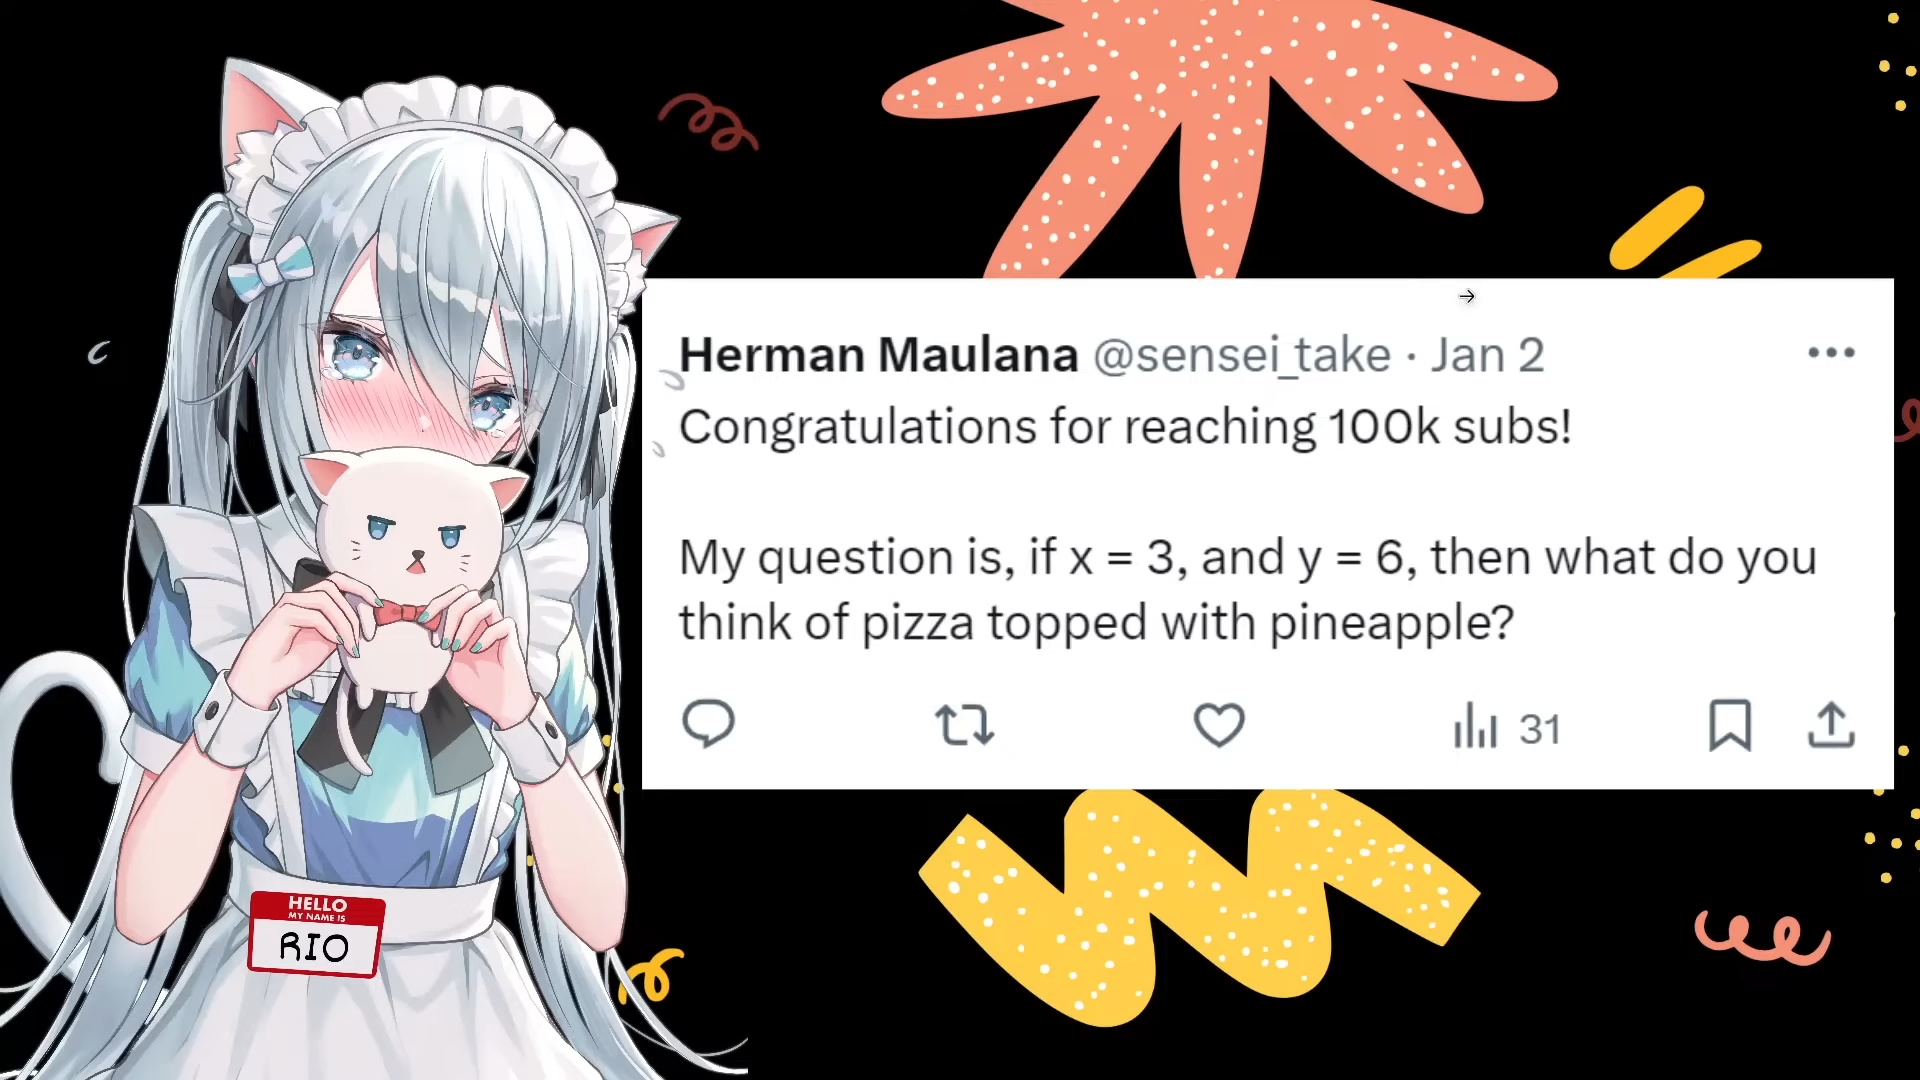 Herman Maulana @sensei_take · Jan 2
Congratulations for reaching 100k subs!
My question is, if x = 3, and y = 6, then what do you
think of pizza topped with pineapple?
31
HELLO
MY NAME IS
RIO